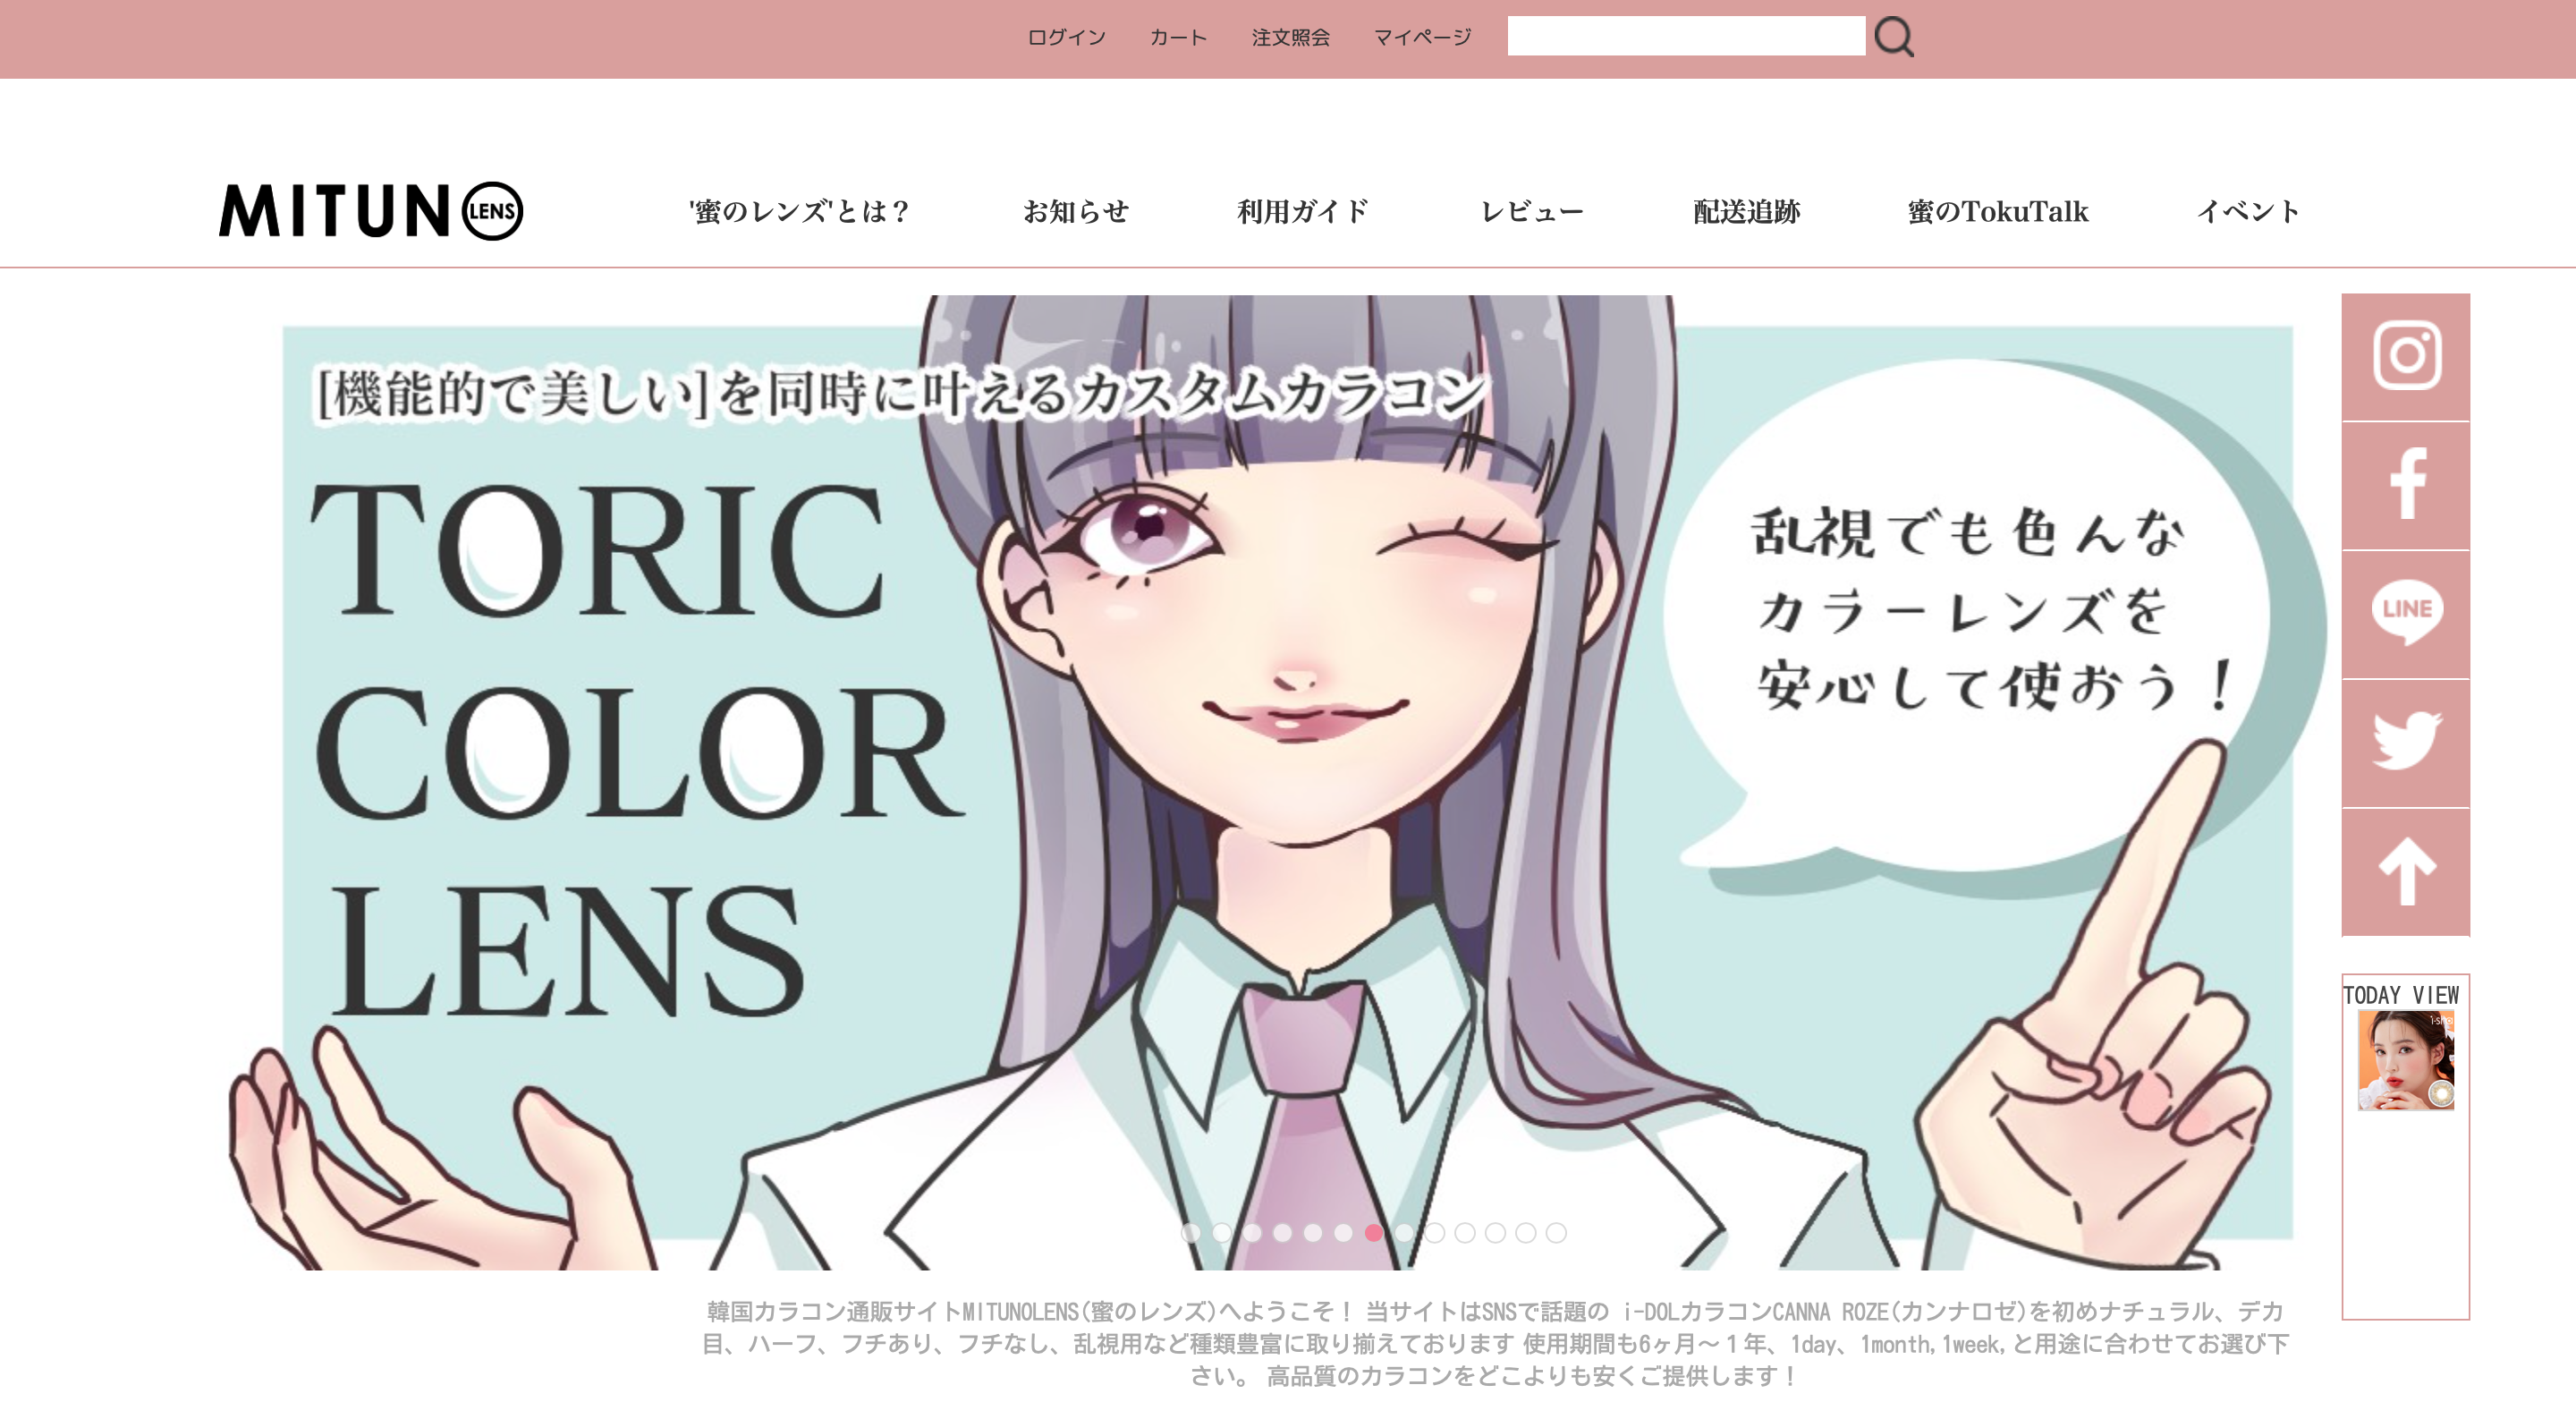 ログイン カート 注文照会 マイページ
MITUNO LENS
'蜜のレンズ'とは？ お知らせ 利用ガイド レビュー 配送追跡 蜜のTokuTalk イベント
[機能的で美しい]を同時に叶えるカスタムカラコン
TORIC
COLOR
LENS
乱視でも色んな
カラーレンズを
安心して使おう！
LINE
TODAY VIEW
韓国カラコン通販サイトMITUNOLENS(蜜のレンズ)へようこそ！ 当サイトはSNSで話題の i-DOLカラコンCANNA ROZE(カンナロゼ)を初めナチュラル、デカ
目、ハーフ、フチあり、フチなし、乱視用など種類豊富に取り揃えております 使用期間も6ヶ月～１年、1day、1month,1week,と用途に合わせてお選び下
さい。 高品質のカラコンをどこよりも安くご提供します！